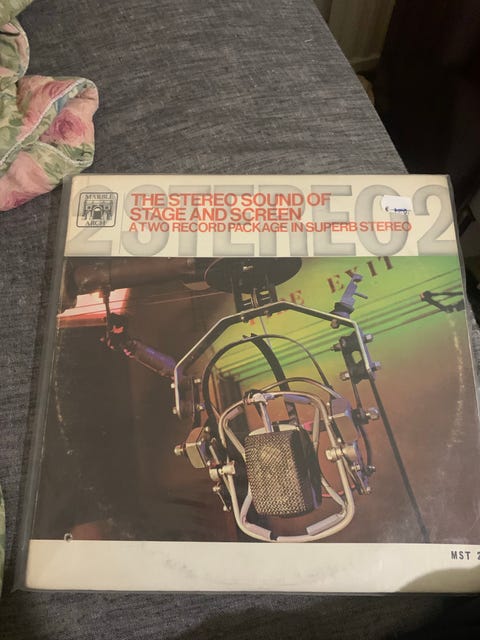 MARBLE
ARCH
THE STEREO SOUND OF
STAGE AND SCREEN
A TWO RECORD PACKAGE IN SUPERB STEREO
2STEREO2
EXIT
MST 2